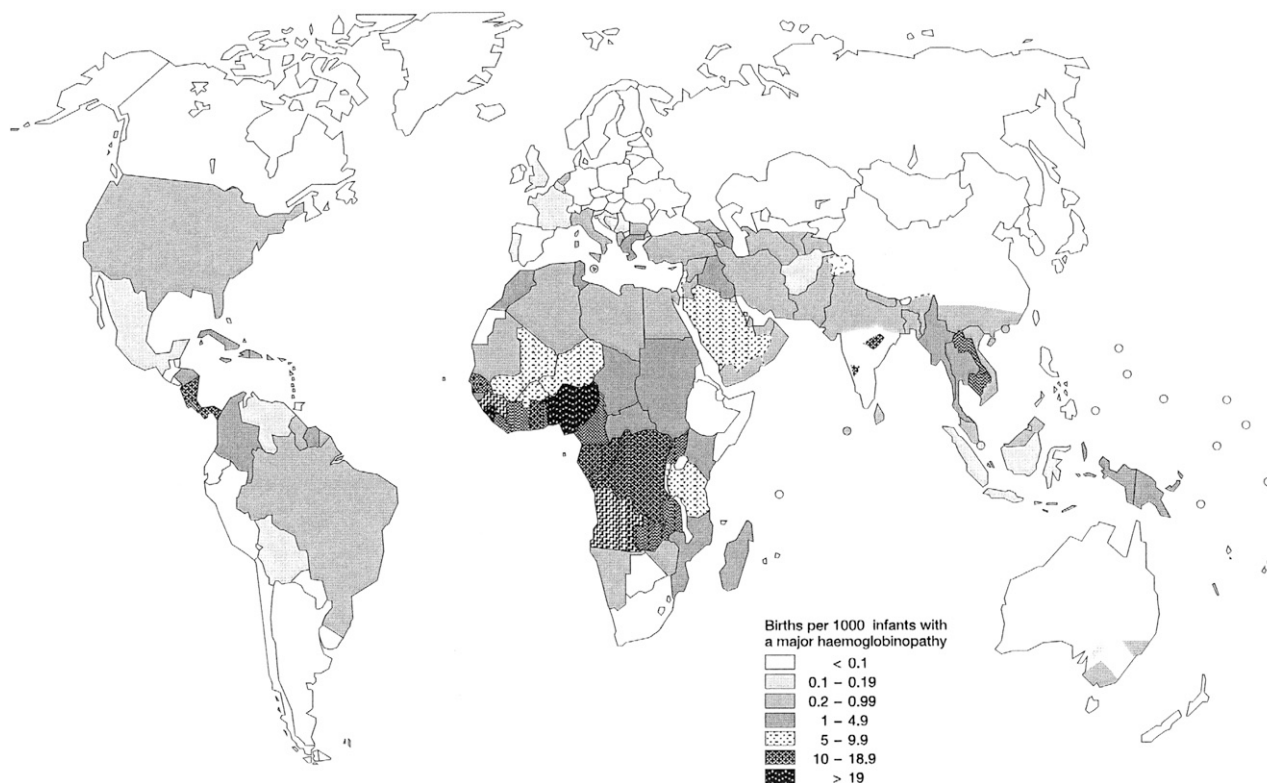 Births per 1000 infants with
a major haemoglobinopathy
< 0.1
0.1 – 0.19
0.2 – 0.99
1 – 4.9
5 – 9.9
10 – 18.9
> 19